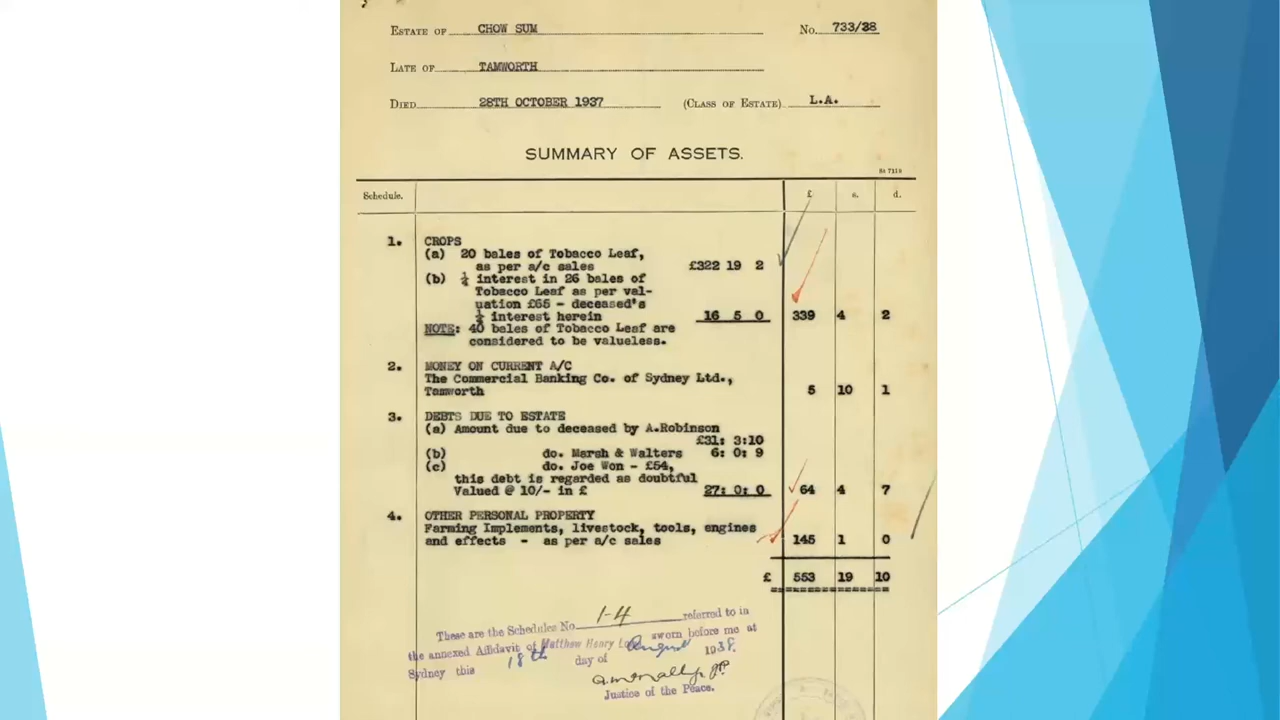 ESTATE OF CHOW SUM No. 733/38
LATE OF TAMWORTH
DIED 28TH OCTOBER 1937 (CLASS OF ESTATE) L.A.
SUMMARY OF ASSETS.
St 7118
Schedule. £ s. d.
1. CROPS
(a) 20 bales of Tobacco Leaf,
as per a/c sales £322 19 2
(b) ¼ interest in 26 bales of
Tobacco Leaf as per val-
uation £65 - deceased's
¼ interest herein 16 5 0 339 4 2
NOTE: 40 bales of Tobacco Leaf are
considered to be valueless.
2. MONEY ON CURRENT A/C
The Commercial Banking Co. of Sydney Ltd.,
Tamworth 5 10 1
3. DEBTS DUE TO ESTATE
(a) Amount due to deceased by A.Robinson
£31: 3:10
(b) do. Marsh & Walters 6: 0: 9
(c) do. Joe Won - £54,
this debt is regarded as doubtful
Valued @ 10/- in £ 27: 0: 0 64 4 7
4. OTHER PERSONAL PROPERTY
Farming Implements, livestock, tools, engines
and effects - as per a/c sales 145 1 0
£ 553 19 10
These are the Schedules No. 1-4 referred to in
the annexed Affidavit of Matthew Henry sworn before me at
Sydney this 18th day of August 1938.
Justice of the Peace.